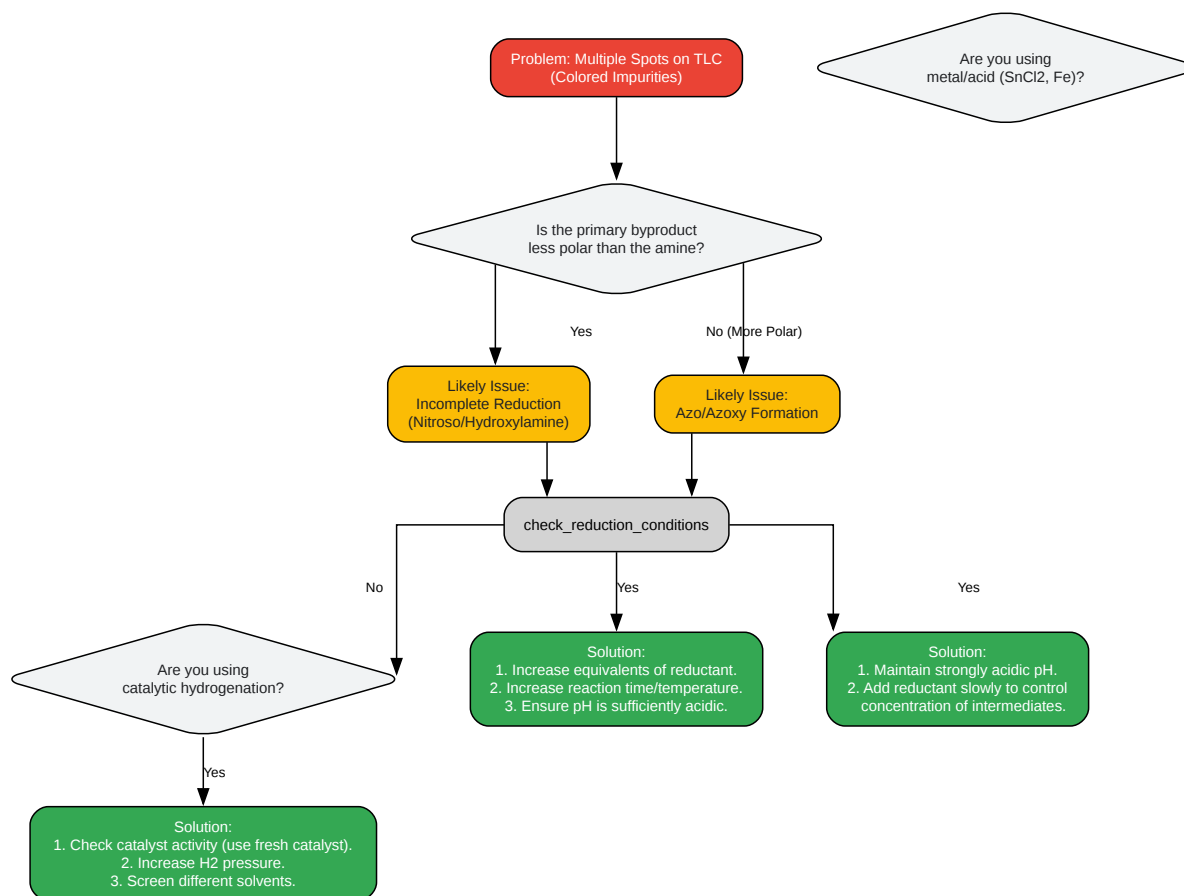 Problem: Multiple Spots on TLC
(Colored Impurities)
Are you using
metal/acid (SnCl2, Fe)?
Is the primary byproduct
less polar than the amine?
Yes
No (More Polar)
Likely Issue:
Incomplete Reduction
(Nitroso/Hydroxylamine)
Likely Issue:
Azo/Azoxy Formation
check_reduction_conditions
No
Yes
Yes
Are you using
catalytic hydrogenation?
Solution:
1. Increase equivalents of reductant.
2. Increase reaction time/temperature.
3. Ensure pH is sufficiently acidic.
Solution:
1. Maintain strongly acidic pH.
2. Add reductant slowly to control
concentration of intermediates.
Yes
Solution:
1. Check catalyst activity (use fresh catalyst).
2. Increase H2 pressure.
3. Screen different solvents.